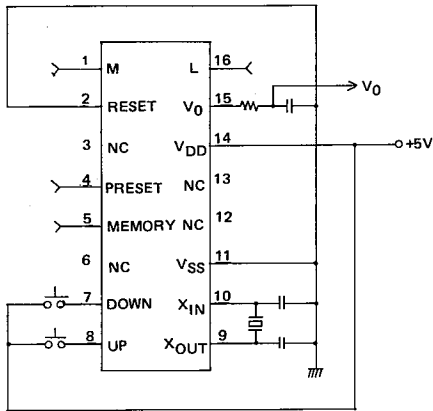 1 M L 16
2 RESET V0 15 V0
3 NC VDD 14 +5V
4 PRESET NC 13
5 MEMORY NC 12
6 NC VSS 11
7 DOWN XIN 10
8 UP XOUT 9